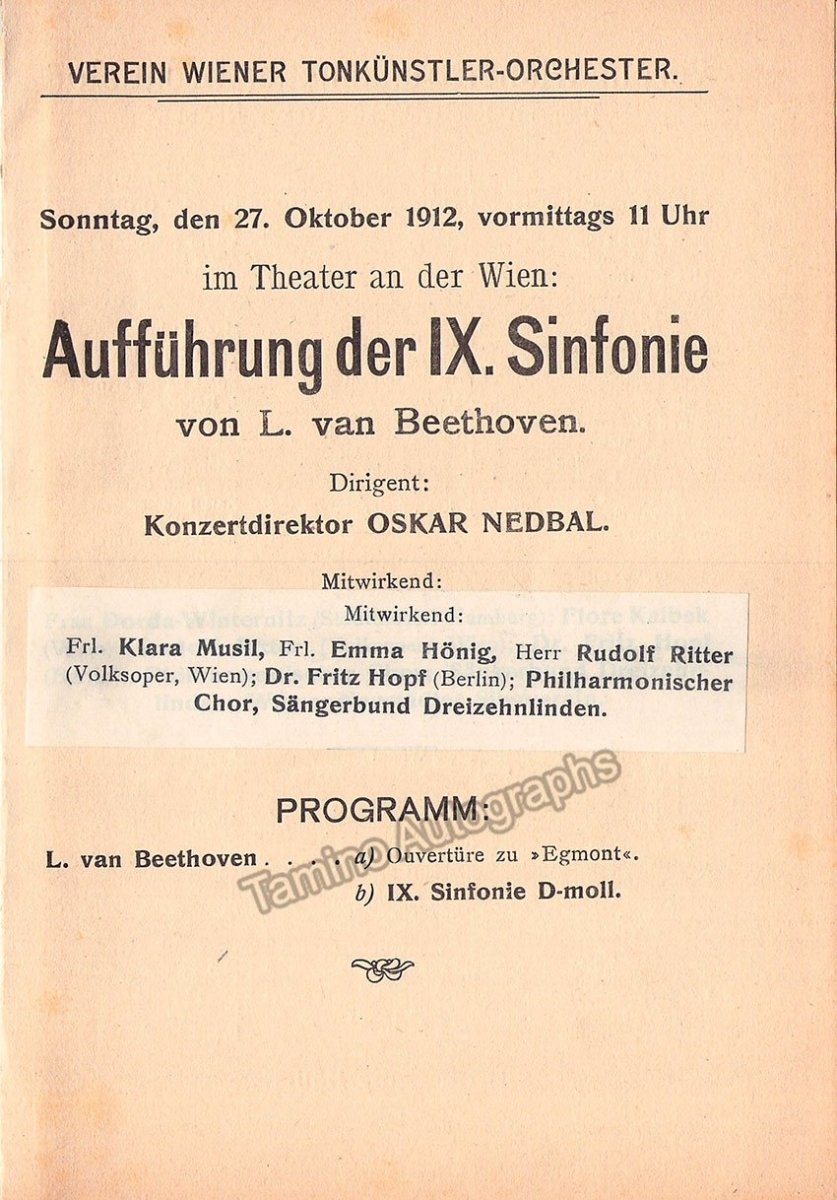 VEREIN WIENER TONKÜNSTLER-ORCHESTER.
Sonntag, den 27. Oktober 1912, vormittags 11 Uhr
im Theater an der Wien:
Aufführung der IX. Sinfonie
von L. van Beethoven.
Dirigent:
Konzertdirektor OSKAR NEDBAL.
Mitwirkend:
Mitwirkend:
Frl. Klara Musil, Frl. Emma Hönig, Herr Rudolf Ritter
(Volksoper, Wien); Dr. Fritz Hopf (Berlin); Philharmonischer
Chor, Sängerbund Dreizehnlinden.
PROGRAMM:
L. van Beethoven . . . . a) Ouvertüre zu »Egmont«.
b) IX. Sinfonie D-moll.
Tamino Autographs